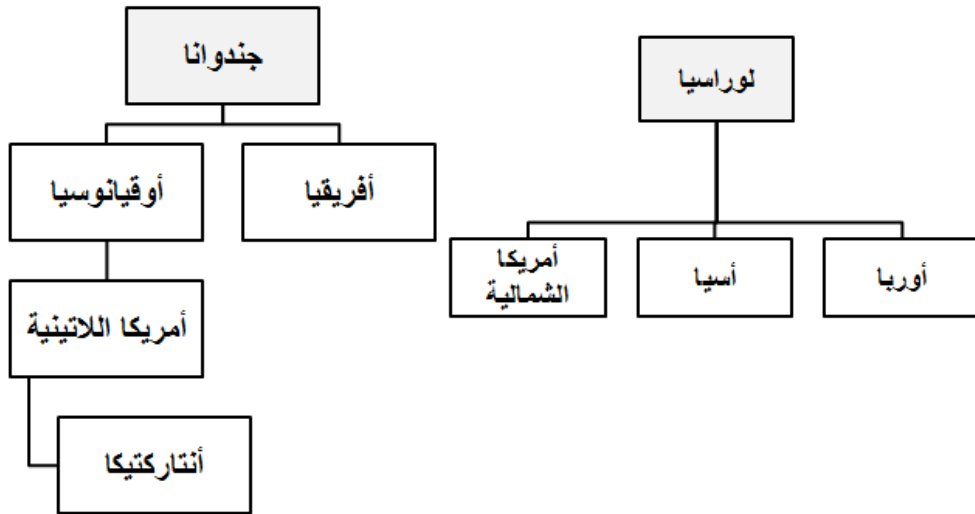 جندوانا
لوراسيا
أفريقيا
أوقيانوسيا
أوربا
أسيا
أمريكا
الشمالية
أمريكا اللاتينية
أنتاركتيكا